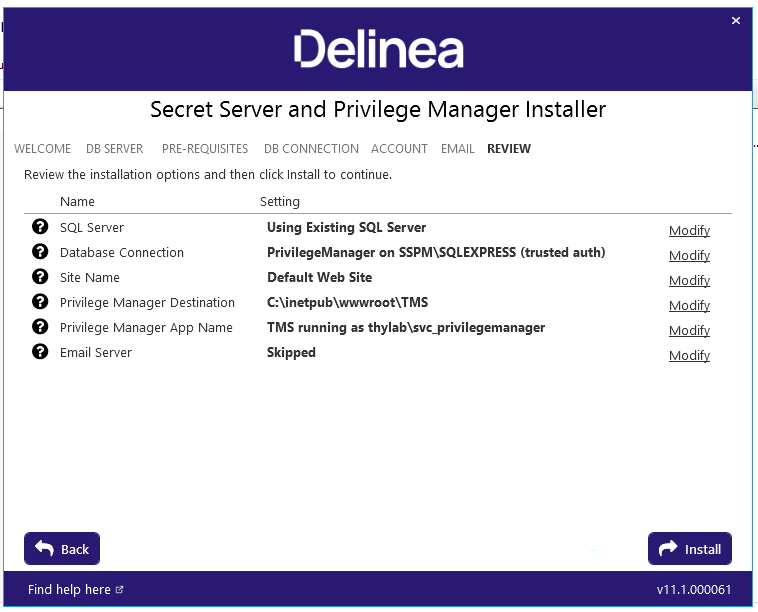 ×
Delinea
Secret Server and Privilege Manager Installer
WELCOME DB SERVER PRE-REQUISITES DB CONNECTION ACCOUNT EMAIL REVIEW
Review the installation options and then click Install to continue.
Name Setting
? SQL Server Using Existing SQL Server Modify
? Database Connection PrivilegeManager on SSPM\SQLEXPRESS (trusted auth) Modify
? Site Name Default Web Site Modify
? Privilege Manager Destination C:\inetpub\wwwroot\TMS Modify
? Privilege Manager App Name TMS running as thylab\svc_privilegemanager Modify
? Email Server Skipped Modify
Back Install
Find help here v11.1.000061